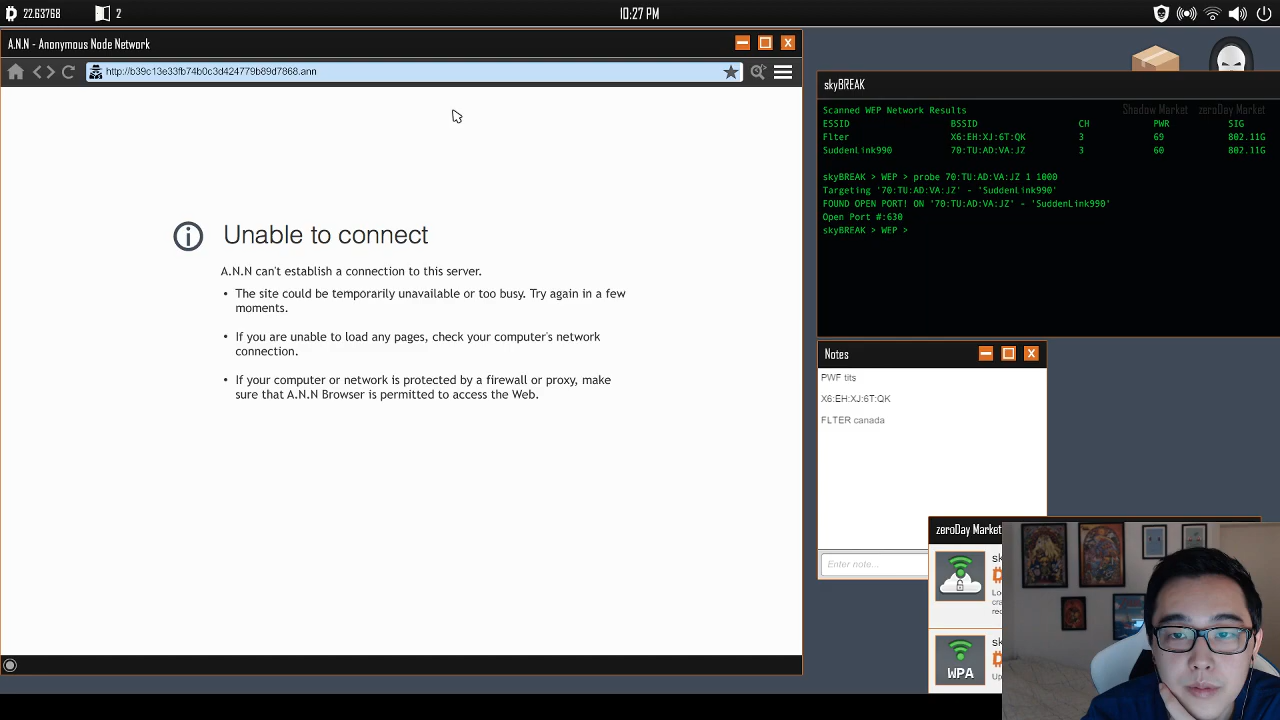 22.63768
2
10:27 PM
A.N.N - Anonymous Node Network
http://b39c13e33fb74b0c3d424779b89d7868.ann
Unable to connect
A.N.N can't establish a connection to this server.
• The site could be temporarily unavailable or too busy. Try again in a few
moments.
• If you are unable to load any pages, check your computer's network
connection.
• If your computer or network is protected by a firewall or proxy, make
sure that A.N.N Browser is permitted to access the Web.
skyBREAK
Shadow Market
zeroDay Market
Scanned WEP Network Results
ESSID BSSID CH PWR SIG
Flter X6:EH:XJ:6T:QK 3 69 802.11G
SuddenLink990 70:TU:AD:VA:JZ 3 60 802.11G
skyBREAK > WEP > probe 70:TU:AD:VA:JZ 1 1000
Targeting '70:TU:AD:VA:JZ' - 'SuddenLink990'
FOUND OPEN PORT! ON '70:TU:AD:VA:JZ' - 'SuddenLink990'
Open Port #:630
skyBREAK > WEP >
Notes
PWF tits
X6:EH:XJ:6T:QK
FLTER canada
Enter note...
zeroDay Market
WPA